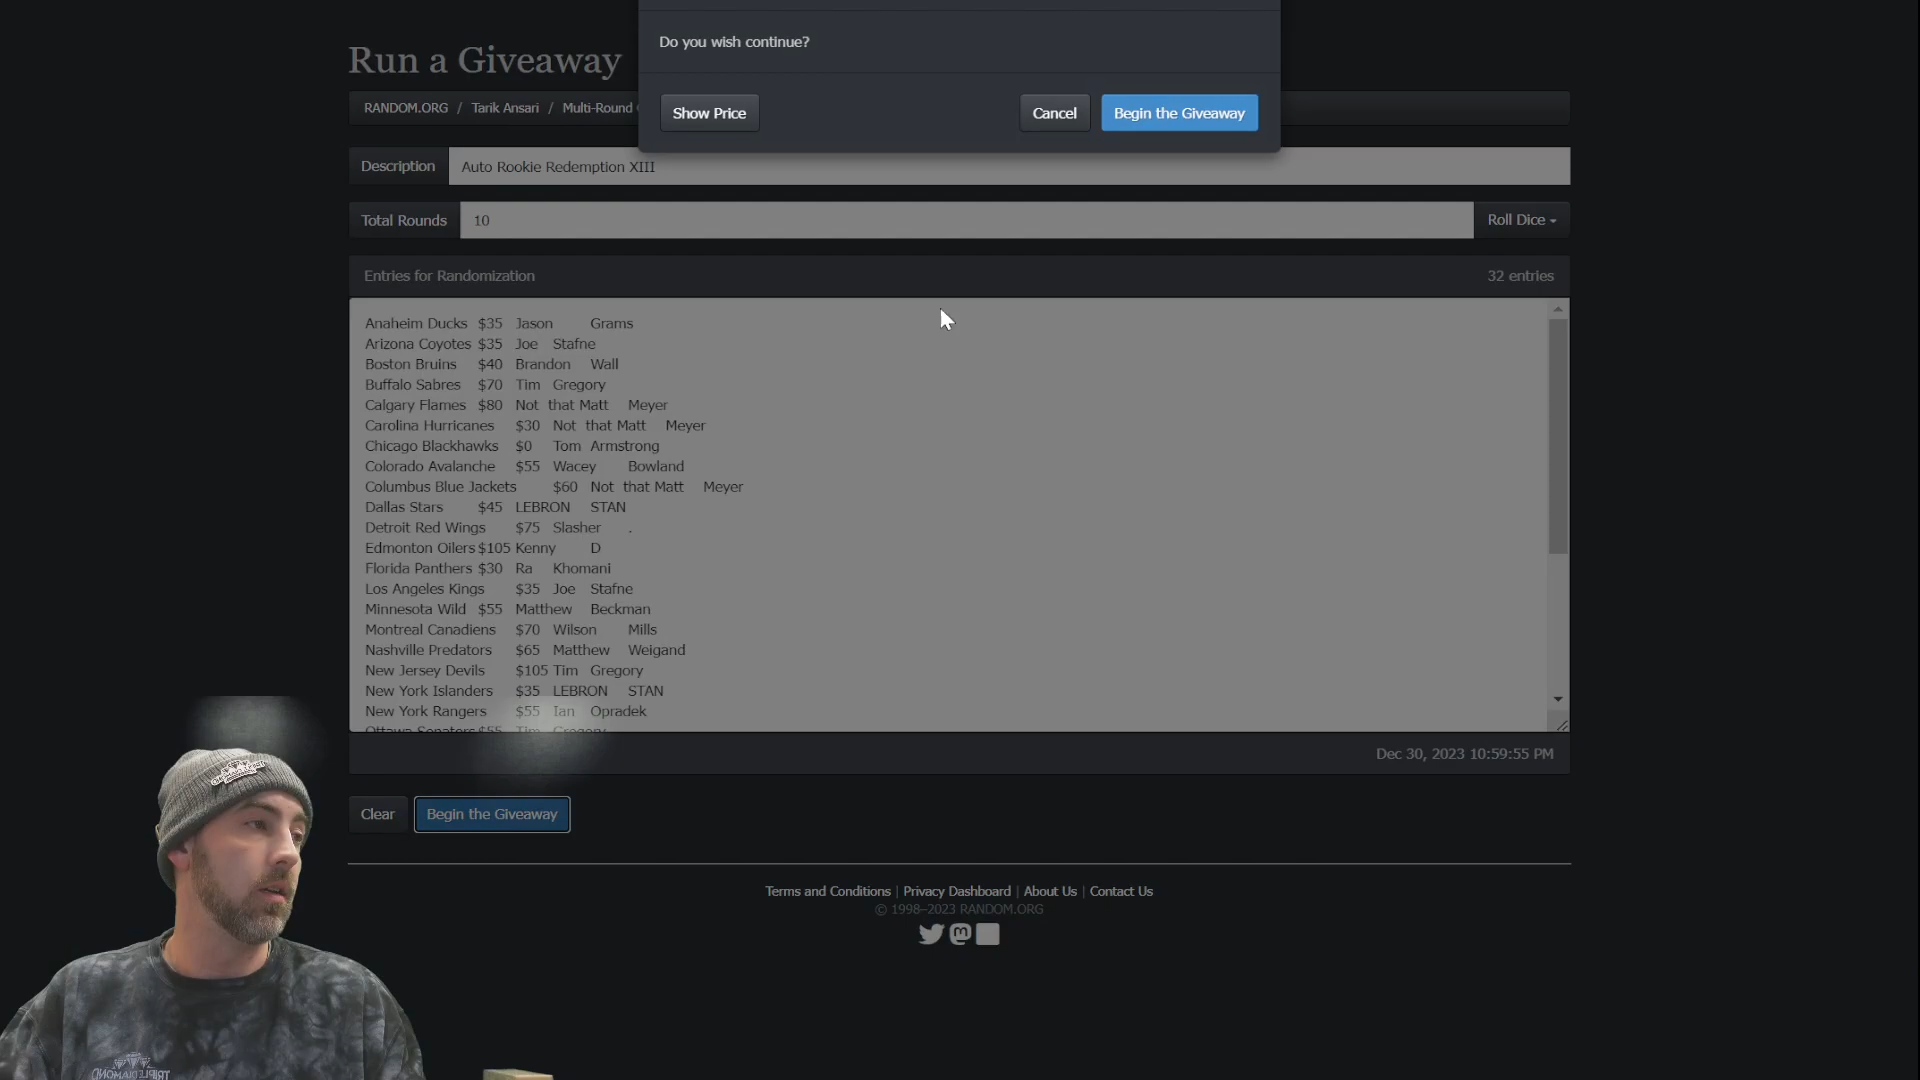 Do you wish continue?
Run a Giveaway
Show Price
Cancel
Begin the Giveaway
RANDOM.ORG / Tarik Ansari / Multi-Round
Description
Auto Rookie Redemption XIII
Total Rounds
10
Roll Dice
Entries for Randomization
32 entries
Anaheim Ducks $35 Jason Grams
Arizona Coyotes $35 Joe Stafne
Boston Bruins $40 Brandon Wall
Buffalo Sabres $70 Tim Gregory
Calgary Flames $80 Not that Matt Meyer
Carolina Hurricanes $30 Not that Matt Meyer
Chicago Blackhawks $0 Tom Armstrong
Colorado Avalanche $55 Wacey Bowland
Columbus Blue Jackets $60 Not that Matt Meyer
Dallas Stars $45 LEBRON STAN
Detroit Red Wings $75 Slasher .
Edmonton Oilers $105 Kenny D
Florida Panthers $30 Ra Khomani
Los Angeles Kings $35 Joe Stafne
Minnesota Wild $55 Matthew Beckman
Montreal Canadiens $70 Wilson Mills
Nashville Predators $65 Matthew Weigand
New Jersey Devils $105 Tim Gregory
New York Islanders $35 LEBRON STAN
New York Rangers $55 Ian Opradek
Ottawa Senators $55 Tim Gregory
Dec 30, 2023 10:59:55 PM
Clear
Begin the Giveaway
Terms and Conditions | Privacy Dashboard | About Us | Contact Us
© 1998–2023 RANDOM.ORG